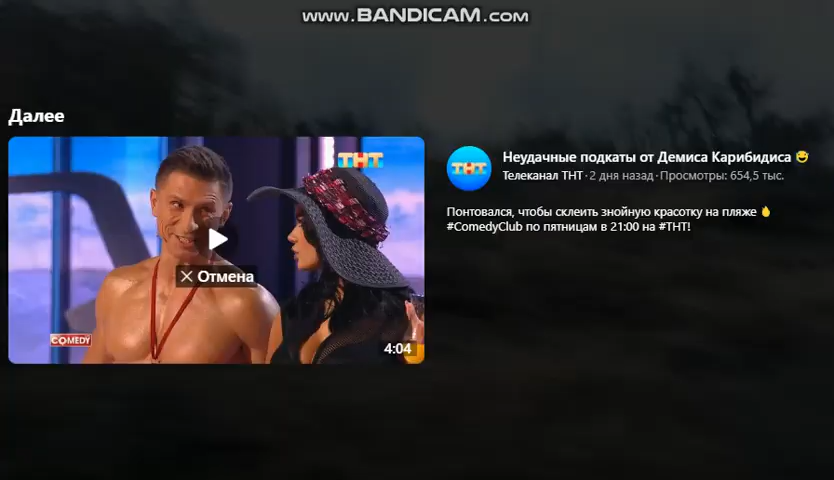 www.BANDICAM.com
Далее
ТНТ
Отмена
COMEDY
4:04
ТНТ
Неудачные подкаты от Демиса Карибидиса 😄
Телеканал ТНТ · 2 дня назад · Просмотры: 654,5 тыс.
Понтовался, чтобы склеить знойную красотку на пляже 🔥
#ComedyClub по пятницам в 21:00 на #ТНТ!